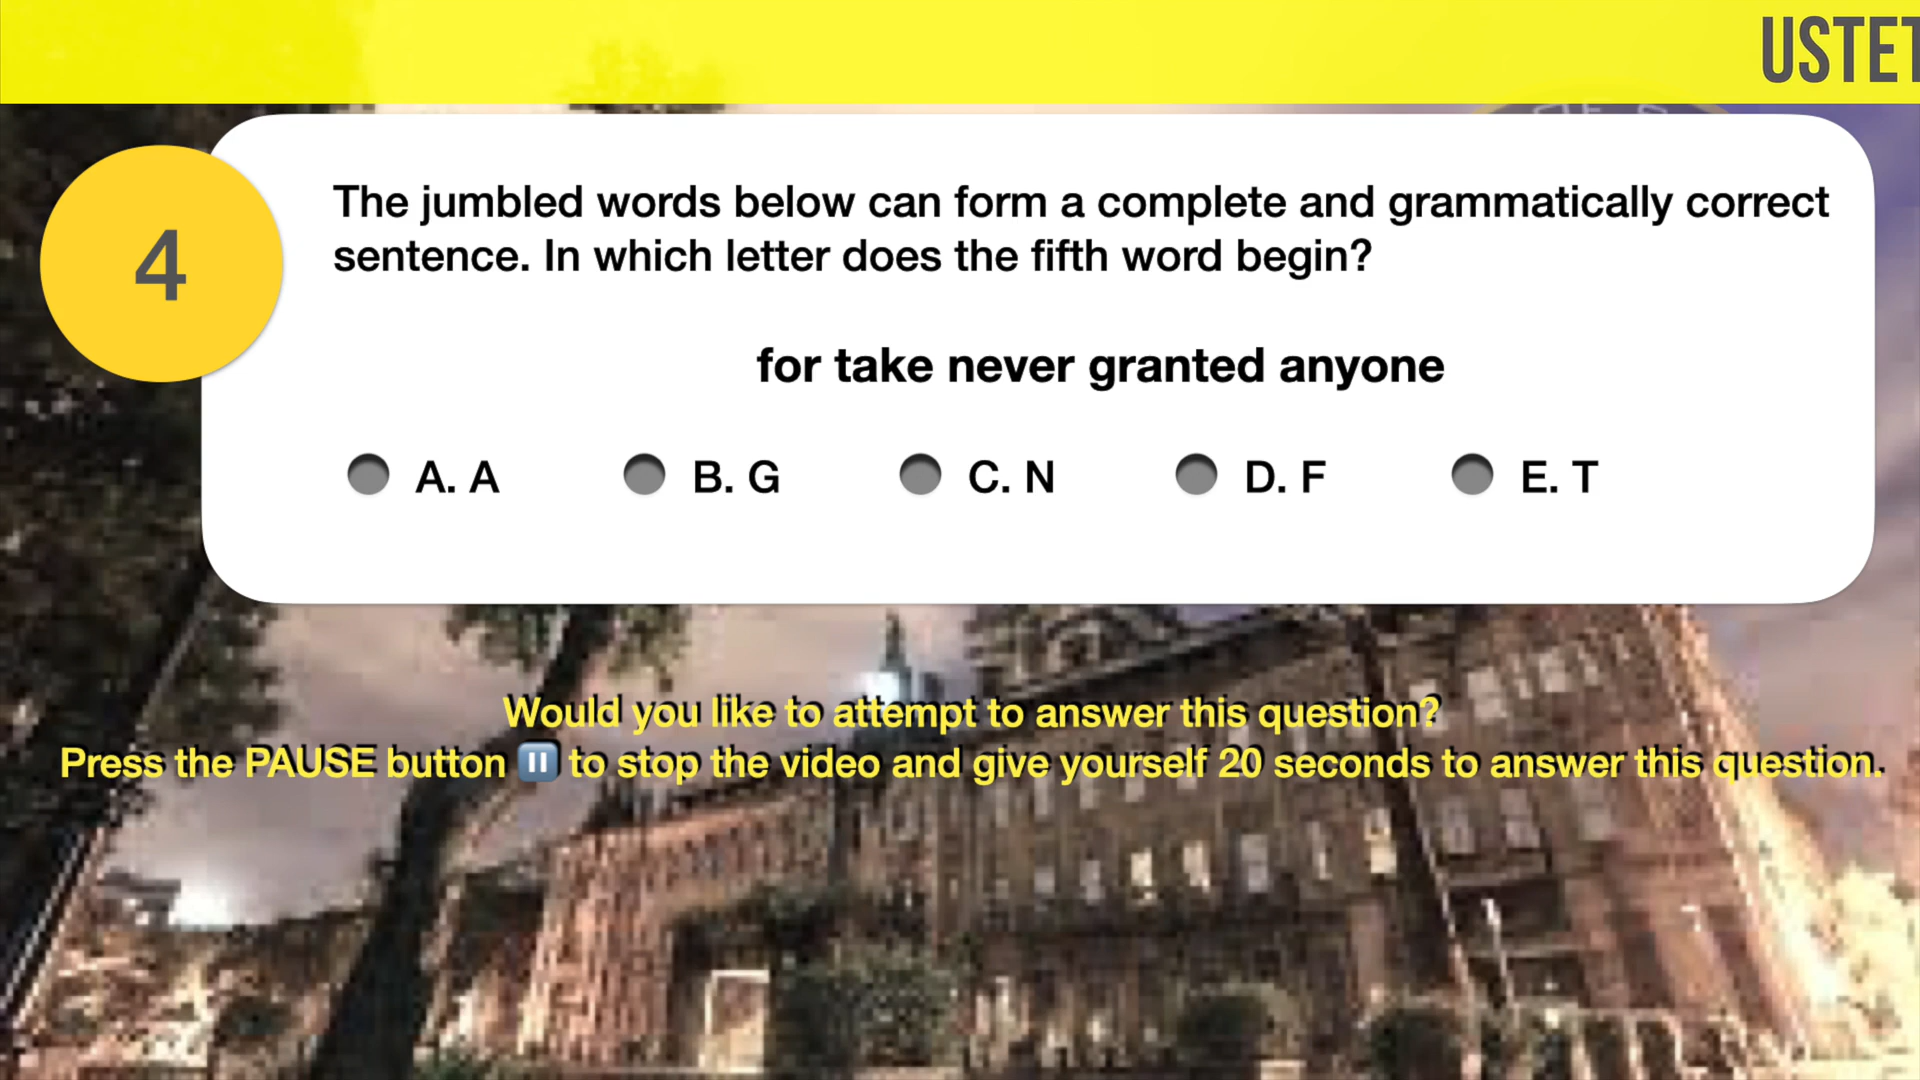 USTET
4
The jumbled words below can form a complete and grammatically correct
sentence. In which letter does the fifth word begin?
for take never granted anyone
A. A
B. G
C. N
D. F
E. T
Would you like to attempt to answer this question?
Press the PAUSE button ⏸ to stop the video and give yourself 20 seconds to answer this question.